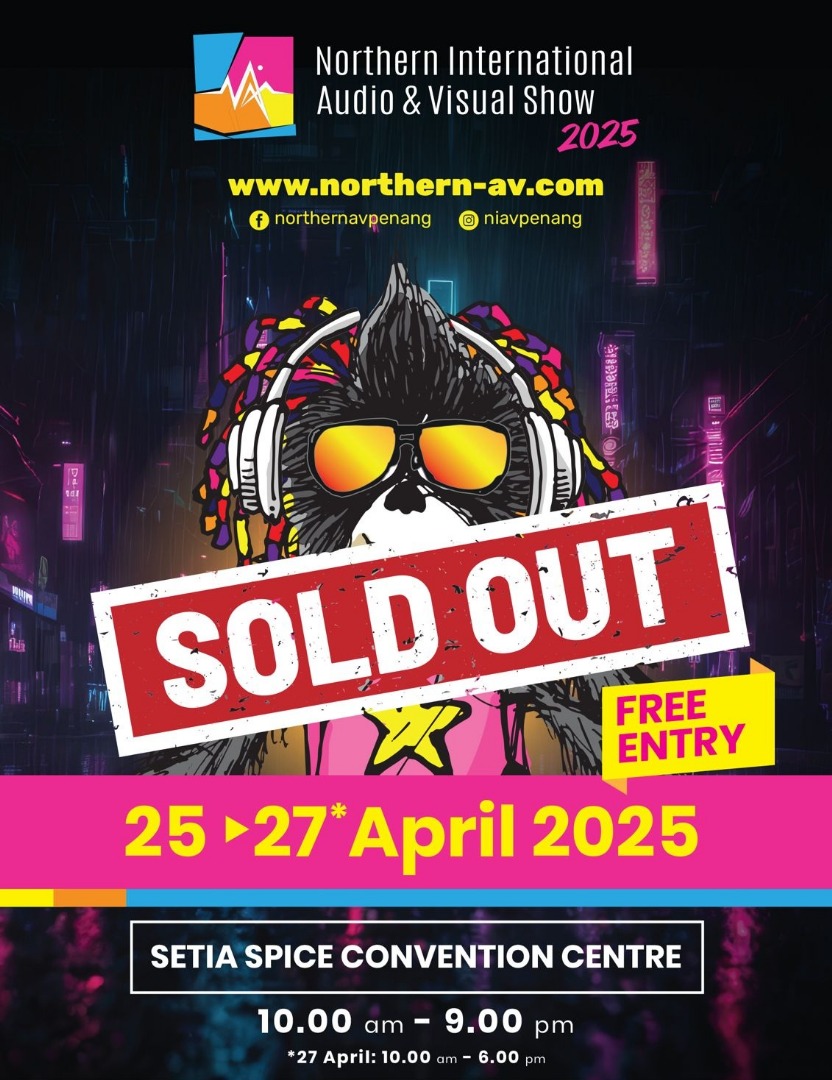 Northern International
Audio & Visual Show
2025
www.northern-av.com
northernavpenang niavpenang
SOLD OUT
FREE
ENTRY
25 ▸27*April 2025
SETIA SPICE CONVENTION CENTRE
10.00 am – 9.00 pm
*27 April: 10.00 am – 6.00 pm